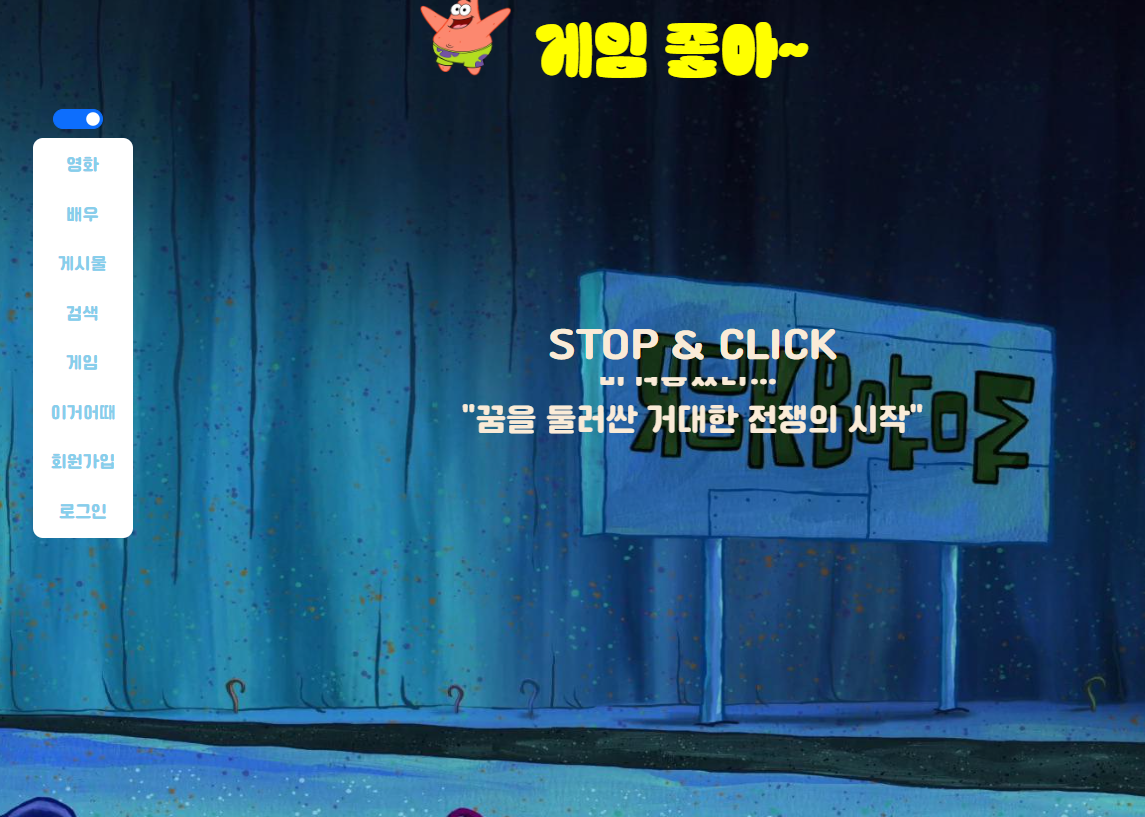 게임 좋아~
영화
배우
게시물
검색
게임
이거어때
회원가입
로그인
STOP & CLICK
"꿈을 둘러싼 거대한 전쟁의 시작"